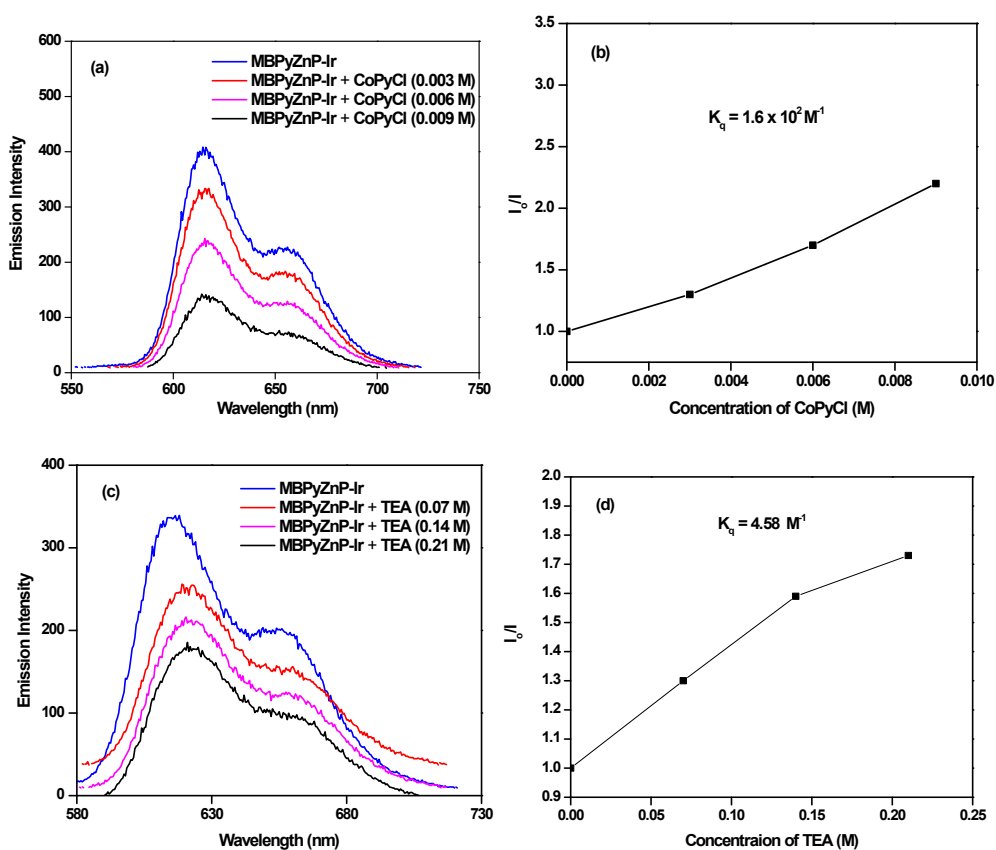 (a)
MBPyZnP-Ir
MBPyZnP-Ir + CoPyCl (0.003 M)
MBPyZnP-Ir + CoPyCl (0.006 M)
MBPyZnP-Ir + CoPyCl (0.009 M)
600
500
400
300
200
100
0
Emission Intensity
550 600 650 700 750
Wavelength (nm)
(b)
K_q = 1.6 x 10² M⁻¹
3.5
3.0
2.5
2.0
1.5
1.0
I_o/I
0.000 0.002 0.004 0.006 0.008 0.010
Concentration of CoPyCl (M)
(c)
MBPyZnP-Ir
MBPyZnP-Ir + TEA (0.07 M)
MBPyZnP-Ir + TEA (0.14 M)
MBPyZnP-Ir + TEA (0.21 M)
400
300
200
100
0
Emission Intensity
580 630 680 730
Wavelength (nm)
(d)
K_q = 4.58 M⁻¹
2.0
1.9
1.8
1.7
1.6
1.5
1.4
1.3
1.2
1.1
1.0
0.9
I_o/I
0.00 0.05 0.10 0.15 0.20 0.25
Concentraion of TEA (M)